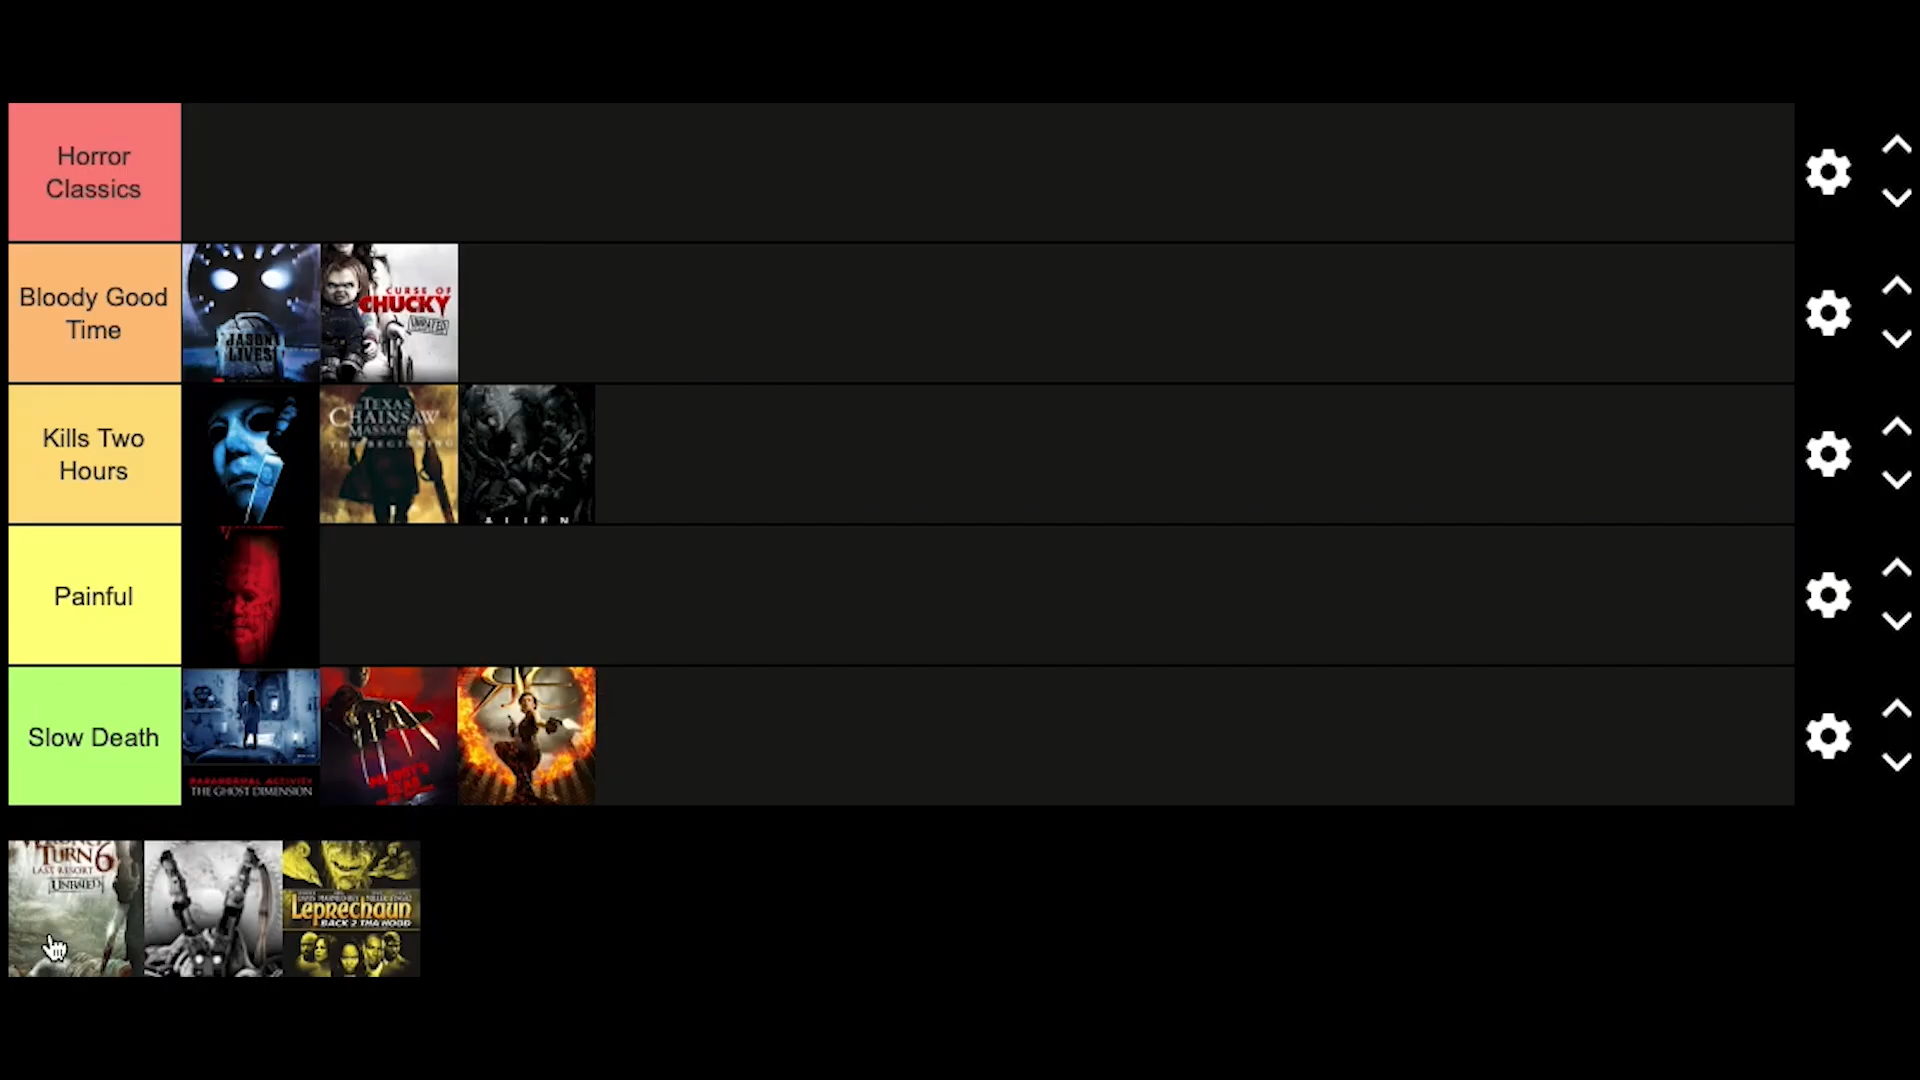 Horror
Classics
Bloody Good
Time
JASON
LIVES
CURSE OF
CHUCKY
UNRATED
Kills Two
Hours
TEXAS
CHAINSAW
THE BEGINNING
ALIEN
Painful
Slow Death
PARANORMAL ACTIVITY
THE GHOST DIMENSION
TURN 6
LAST RESORT
UNRATED
LEPRECHAUN
BACK 2 THA HOOD